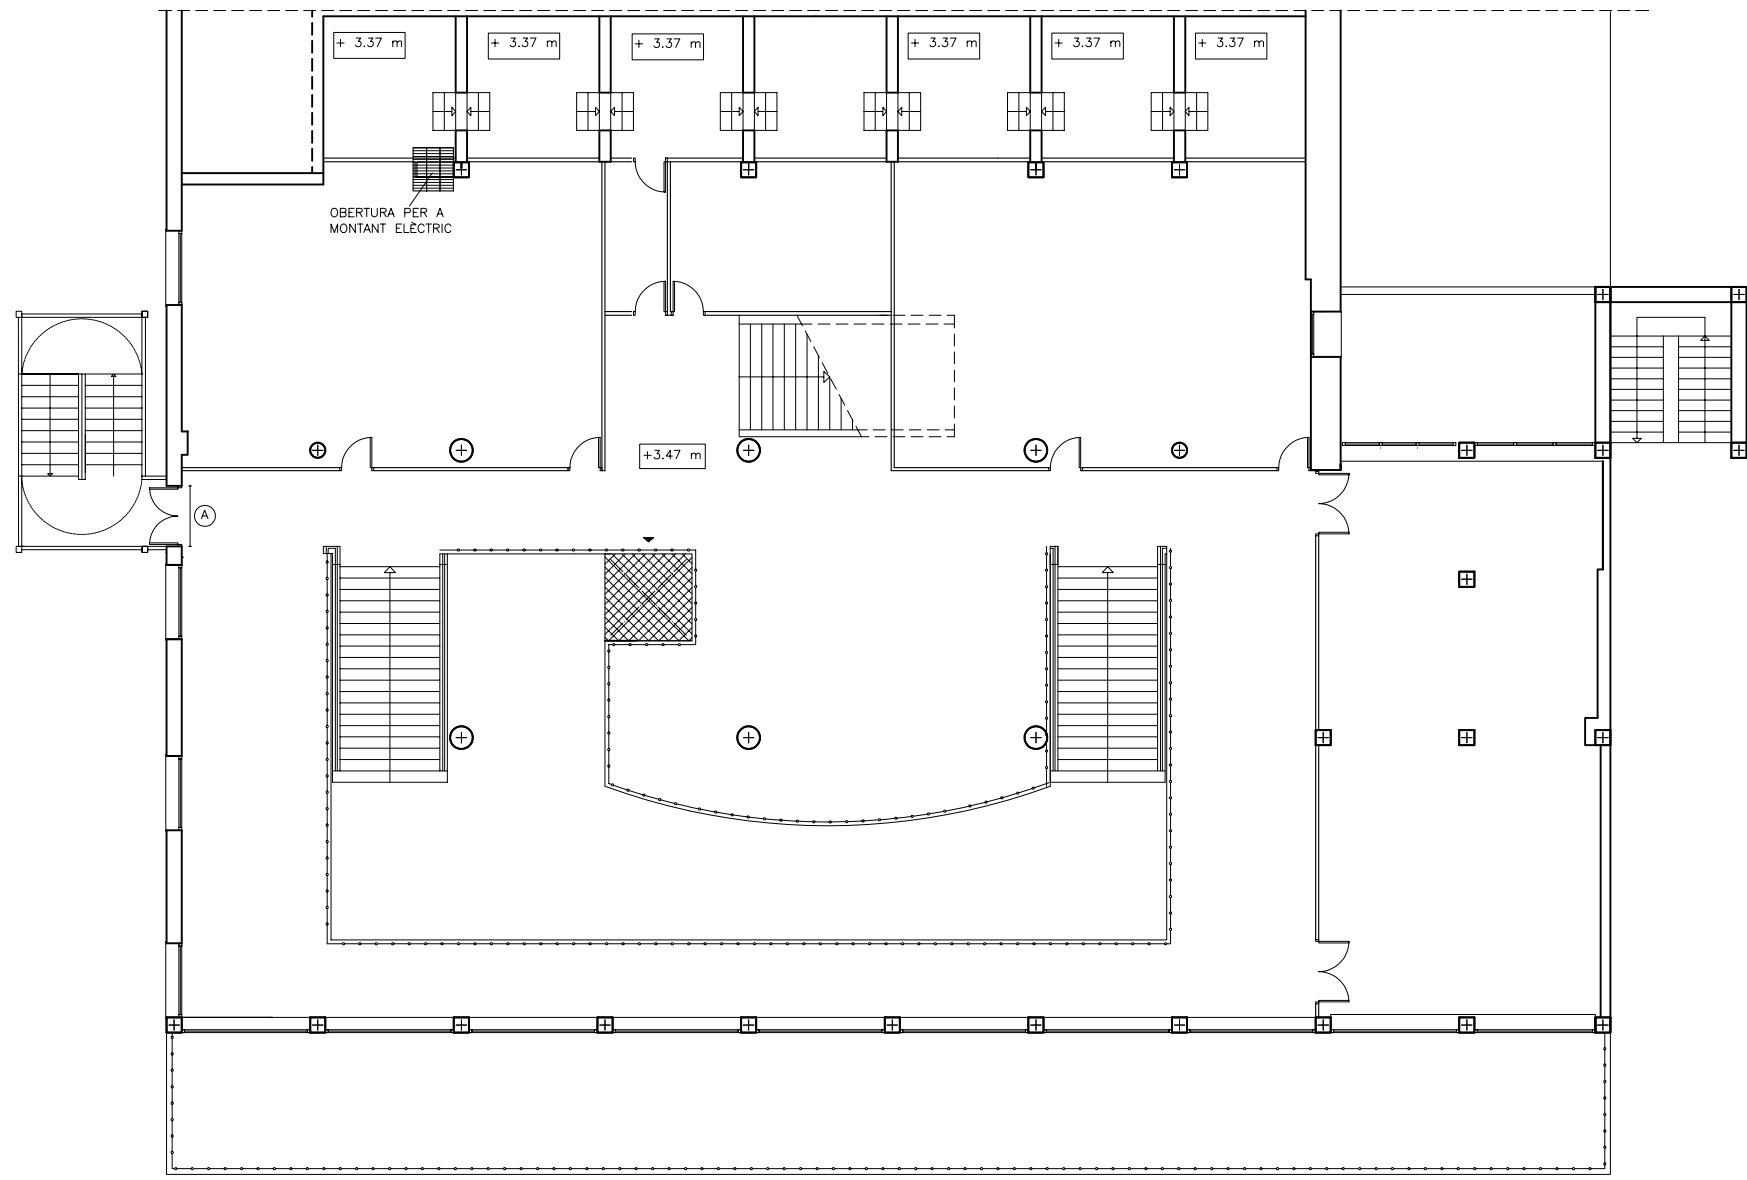 + 3.37 m
+ 3.37 m
+ 3.37 m
+ 3.37 m
+ 3.37 m
+ 3.37 m
OBERTURA PER A
MONTANT ELÈCTRIC
+3.47 m
A